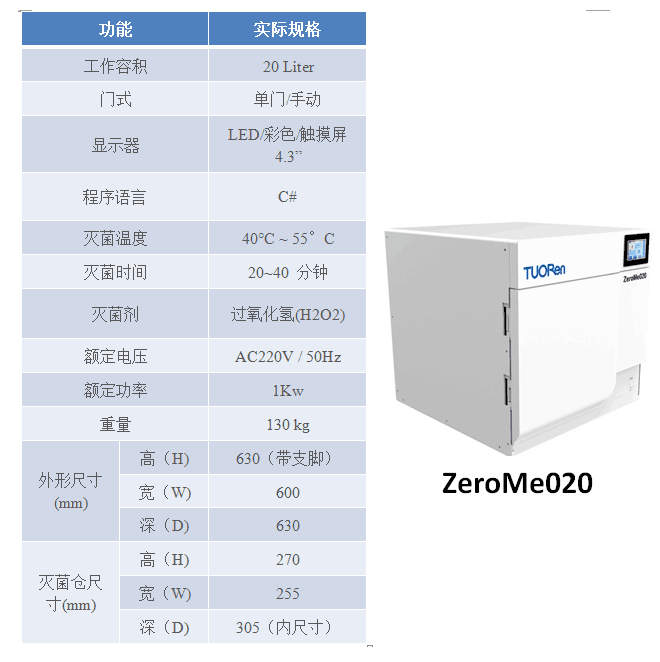 功能 实际规格
工作容积 20 Liter
门式 单门/手动
显示器 LED/彩色/触摸屏
4.3”
程序语言 C#
灭菌温度 40℃ ~ 55°C
灭菌时间 20~40 分钟
灭菌剂 过氧化氢(H2O2)
额定电压 AC220V / 50Hz
额定功率 1Kw
重量 130 kg
外形尺寸
(mm)
高（H) 630（带支脚）
宽（W) 600
深（D) 630
灭菌仓尺
寸(mm)
高（H) 270
宽（W) 255
深（D) 305（内尺寸）
TUORen
ZeroMe020
ZeroMe020